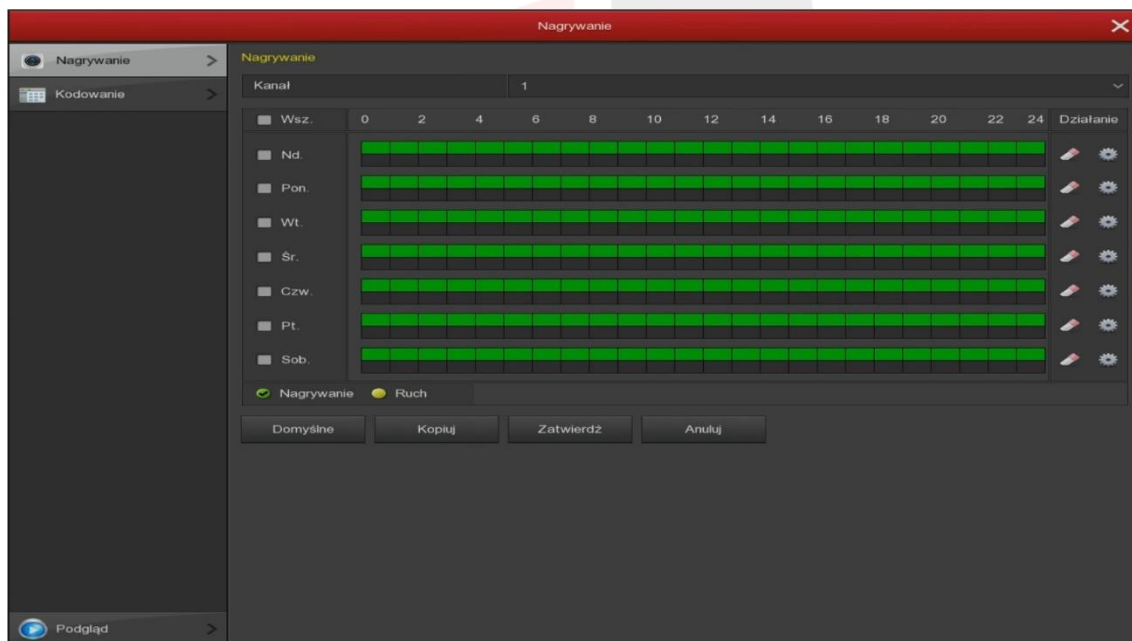 Nagrywanie
Nagrywanie
Kodowanie
Nagrywanie
Kanał 1
Wsz. 0 2 4 6 8 10 12 14 16 18 20 22 24 Działanie
Nd.
Pon.
Wt.
Śr.
Czw.
Pt.
Sob.
Nagrywanie Ruch
Domyślne Kopiuj Zatwierdż Anuluj
Podgląd